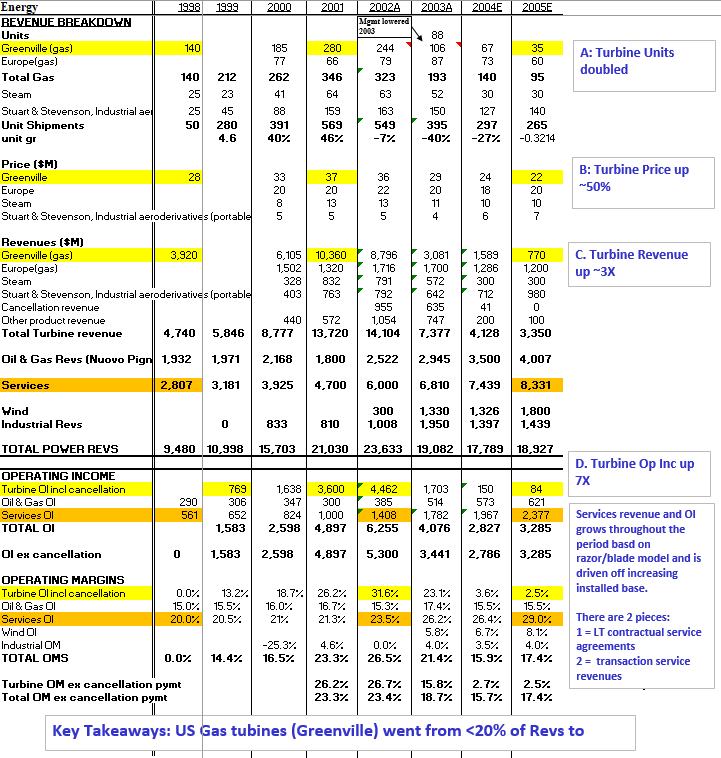 Energy 1998 1999 2000 2001 2002A 2003A 2004E 2005E
REVENUE BREAKDOWN Mgmt lowered 2003
Units 88
Greenville (gas) 140 185 280 244 106 67 35
Europe(gas) 77 66 79 87 73 60
Total Gas 140 212 262 346 323 193 140 95
Steam 25 23 41 64 63 52 30 30
Stuart & Stevenson, Industrial aer 25 45 88 159 163 150 127 140
Unit Shipments 50 280 391 569 549 395 297 265
unit gr 4.6 40% 46% -7% -40% -27% -0.3214
Price ($M)
Greenville 28 33 37 36 29 24 22
Europe 20 20 22 20 18 20
Steam 8 13 13 11 10 10
Stuart & Stevenson, Industrial aeroderivatives (portable 5 5 5 4 6 7
Revenues ($M)
Greenville (gas) 3,920 6,105 10,360 8,796 3,081 1,589 770
Europe(gas) 1,502 1,320 1,716 1,700 1,286 1,200
Steam 328 832 791 572 300 300
Stuart & Stevenson, Industrial aeroderivatives (portable 403 763 792 642 712 980
Cancellation revenue 955 635 41 0
Other product revenue 440 572 1,054 747 200 100
Total Turbine revenue 4,740 5,846 8,777 13,720 14,104 7,377 4,128 3,350
Oil & Gas Revs (Nuovo Pign 1,932 1,971 2,168 1,800 2,522 2,945 3,500 4,007
Services 2,807 3,181 3,925 4,700 6,000 6,810 7,439 8,331
Wind 300 1,330 1,326 1,800
Industrial Revs 0 833 810 1,008 1,950 1,397 1,439
TOTAL POWER REVS 9,480 10,998 15,703 21,030 23,633 19,082 17,789 18,927
OPERATING INCOME
Turbine OI incl cancellation 769 1,638 3,600 4,462 1,703 150 84
Oil & Gas OI 290 306 347 300 385 514 573 621
Services OI 561 652 824 1,000 1,408 1,782 1,967 2,377
TOTAL OI 1,583 2,598 4,897 6,255 4,076 2,827 3,285
OI ex cancellation 0 1,583 2,598 4,897 5,300 3,441 2,786 3,285
OPERATING MARGINS
Turbine OI incl cancellation 0.0% 13.2% 18.7% 26.2% 31.6% 23.1% 3.6% 2.5%
Oil & Gas OI 15.0% 15.5% 16.0% 16.7% 15.3% 17.4% 15.5% 15.5%
Services OI 20.0% 20.5% 21% 21.3% 23.5% 26.2% 26.4% 29.0%
Wind OI 5.8% 6.7% 8.1%
Industrial OM -25.3% 4.6% 0.0% 4.0% 3.5% 4.0%
TOTAL OMS 0.0% 14.4% 16.5% 23.3% 26.5% 21.4% 15.9% 17.4%
Turbine OM ex cancellation pymt 26.2% 26.7% 15.8% 2.7% 2.5%
Total OM ex cancellation pymt 23.3% 23.4% 18.7% 15.7% 17.4%
A: Turbine Units
doubled
B: Turbine Price up
~50%
C. Turbine Revenue
up ~3X
D. Turbine Op Inc up
7X
Services revenue and OI
grows throughout the
period basd on
razor/blade model and is
driven off increasing
installed base.
There are 2 pieces:
1 = LT contractual service
agreements
2 = transaction service
revenues
Key Takeaways: US Gas tubines (Greenville) went from <20% of Revs to